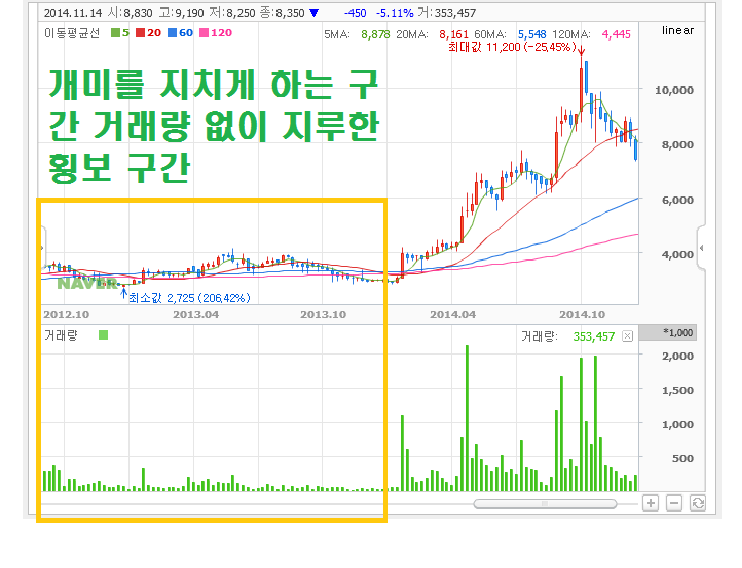 2014.11.14 시:8,830 고:9,190 저:8,250 종:8,350 ▼ -450 -5.11% 거:353,457
이동평균선 5 20 60 120 5MA: 8,878 20MA: 8,161 60MA: 5,548 120MA: 4,445 linear
최대값 11,200 (-25,45%)
개미를 지치게 하는 구
간 거래량 없이 지루한
횡보 구간
10,000
8,000
6,000
4,000
NAVER
최소값 2,725 (206,42%)
2012.10 2013.04 2013.10 2014.04 2014.10
거래량 거래량: 353,457 *1,000
2,000
1,500
1,000
500